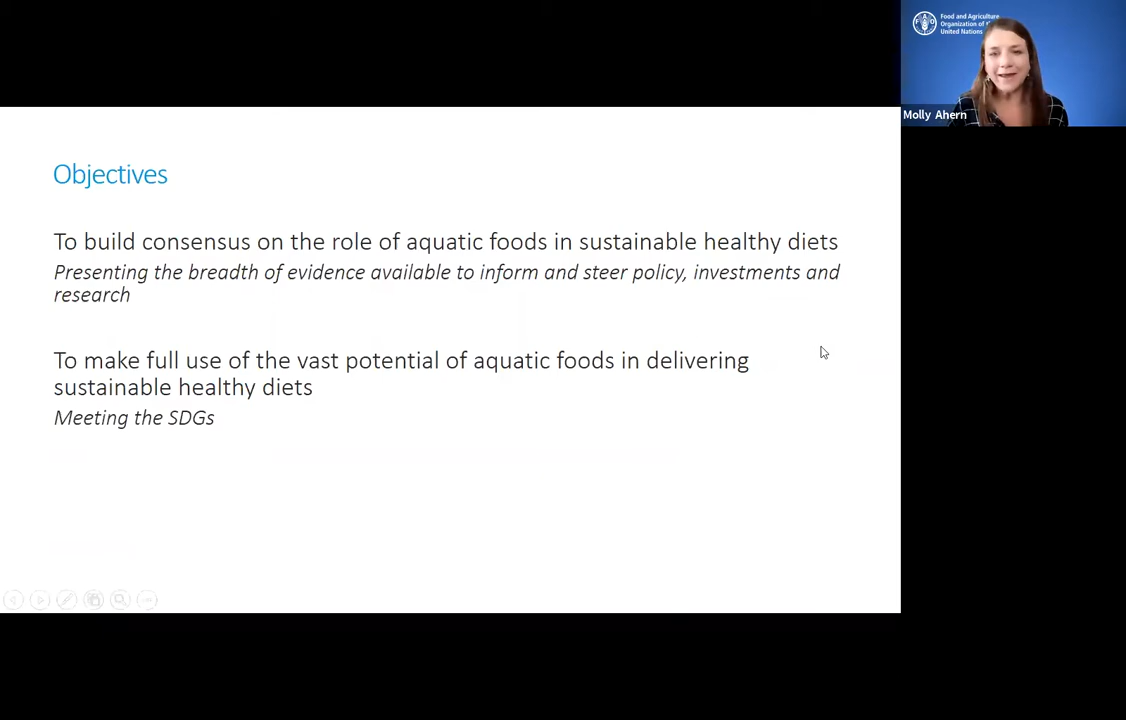 Food and Agriculture
Organization of the
United Nations
Molly Ahern
Objectives
To build consensus on the role of aquatic foods in sustainable healthy diets
Presenting the breadth of evidence available to inform and steer policy, investments and
research
To make full use of the vast potential of aquatic foods in delivering
sustainable healthy diets
Meeting the SDGs